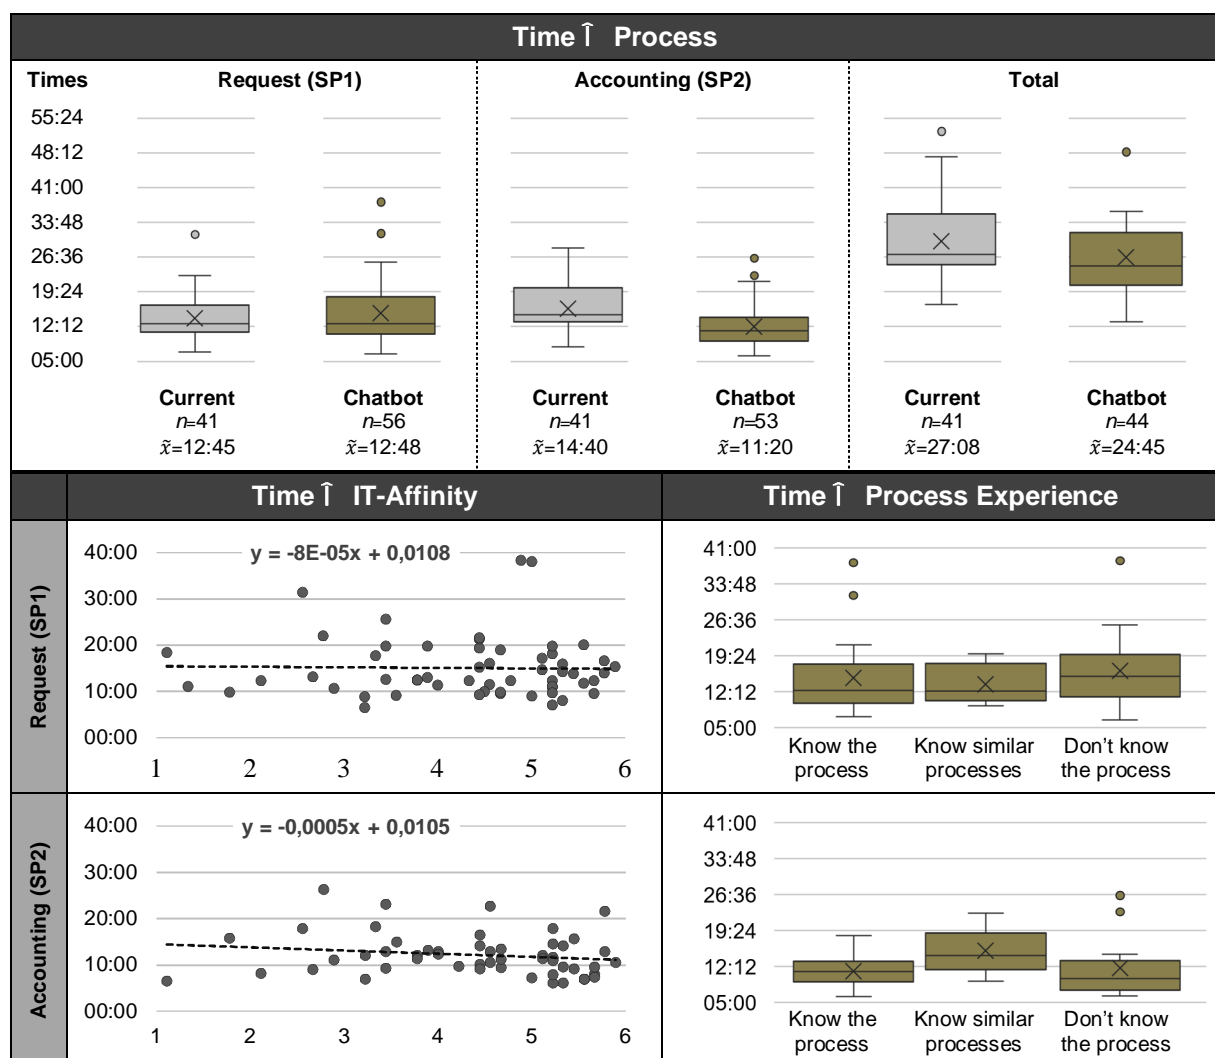 Time Î Process
Times
Request (SP1)
Accounting (SP2)
Total
55:24
48:12
41:00
33:48
26:36
19:24
12:12
05:00
Current
n=41
x̃=12:45
Chatbot
n=56
x̃=12:48
Current
n=41
x̃=14:40
Chatbot
n=53
x̃=11:20
Current
n=41
x̃=27:08
Chatbot
n=44
x̃=24:45
Time Î IT-Affinity
Time Î Process Experience
Request (SP1)
y = -8E-05x + 0,0108
40:00
30:00
20:00
10:00
00:00
1 2 3 4 5 6
41:00
33:48
26:36
19:24
12:12
05:00
Know the
process
Know similar
processes
Don't know
the process
Accounting (SP2)
y = -0,0005x + 0,0105
40:00
30:00
20:00
10:00
00:00
1 2 3 4 5 6
41:00
33:48
26:36
19:24
12:12
05:00
Know the
process
Know similar
processes
Don't know
the process